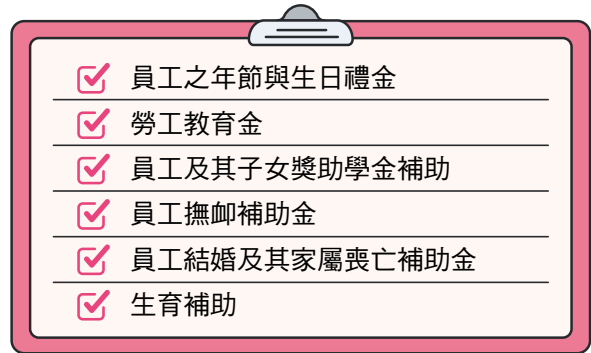 員工之年節與生日禮金
勞工教育金
員工及其子女獎助學金補助
員工撫卹補助金
員工結婚及其家屬喪亡補助金
生育補助